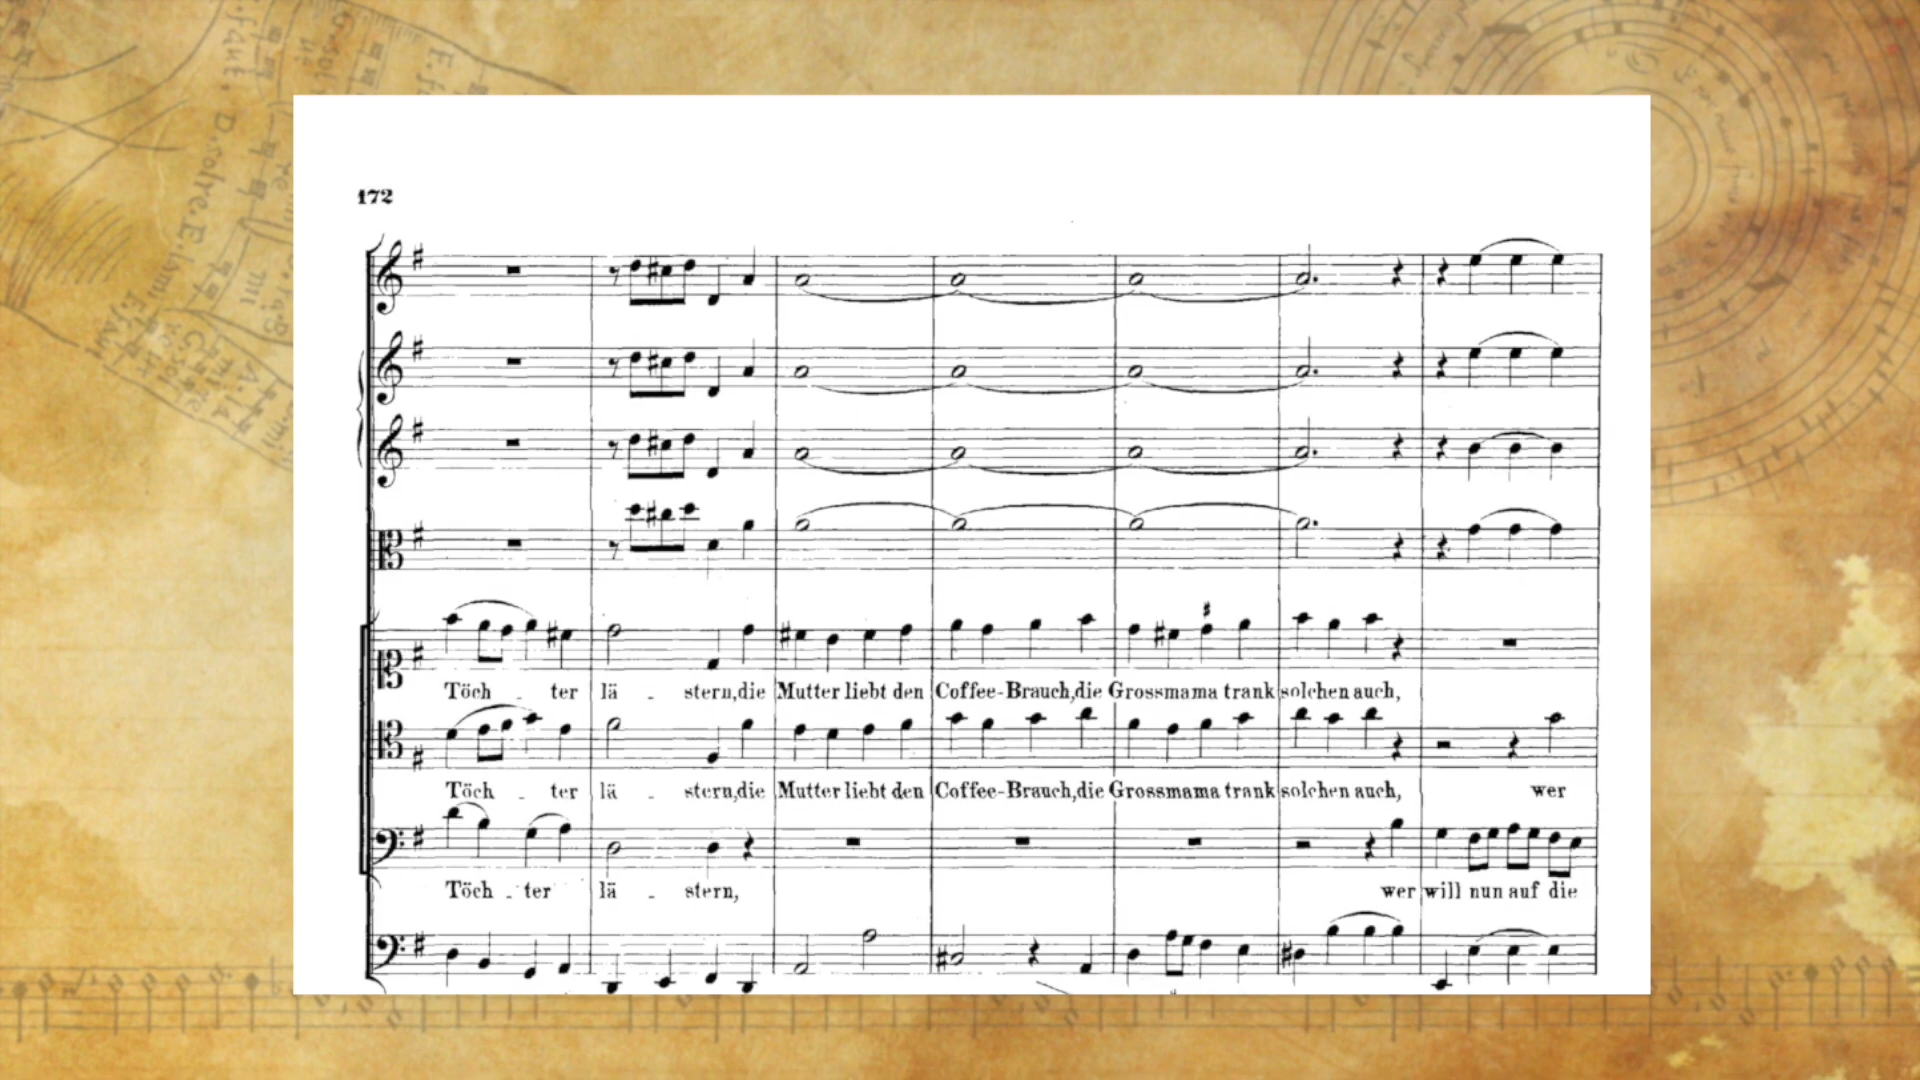 172
Töch - ter lä - stern, die Mutter liebt den Coffee-Brauch, die Grossmama trank solchen auch,
Töch - ter lä - stern, die Mutter liebt den Coffee-Brauch, die Grossmama trank solchen auch, wer
Töch - ter lä - stern, wer will nun auf die